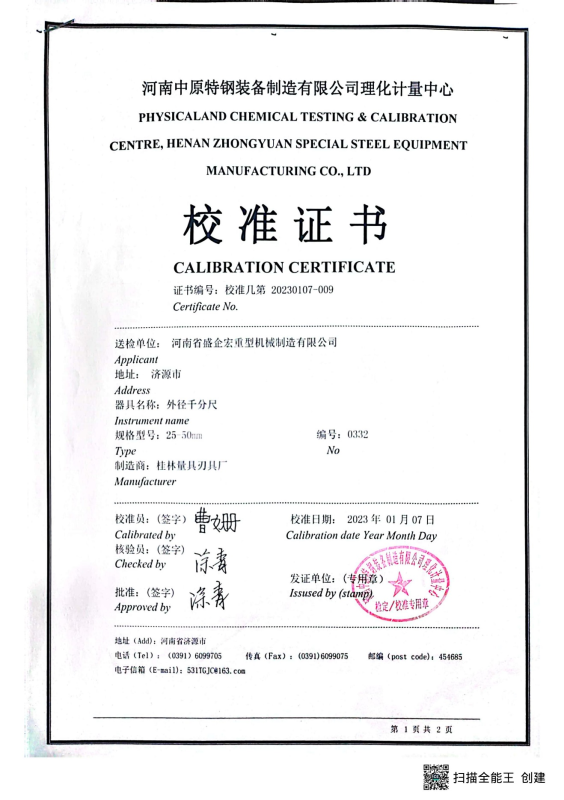 河南中原特钢装备制造有限公司理化计量中心
PHYSICALAND CHEMICAL TESTING & CALIBRATION
CENTRE, HENAN ZHONGYUAN SPECIAL STEEL EQUIPMENT
MANUFACTURING CO., LTD
校准证书
CALIBRATION CERTIFICATE
证书编号：校准几第 20230107-009
Certificate No.
送检单位：河南省盛企宏重型机械制造有限公司
Applicant
地址：济源市
Address
器具名称：外径千分尺
Instrument name
规格型号：25-50mm 编号：0332
Type No
制造商：桂林量具刃具厂
Manufacturer
校准员：（签字）曹姗 校准日期：2023 年 01 月 07 日
Calibrated by Calibration date Year Month Day
核验员：（签字）
Checked by
发证单位：（专用章）
批准：（签字） Issused by (stamp)
Approved by
检定/校准专用章
地址（Add）：河南省济源市
电话（Tel）：（0391）6099705 传真（Fax）：(0391)6099075 邮编（post code）：454685
电子信箱（E-mail）：531TGJC@163.com
第 1 页 共 2 页
扫描全能王 创建